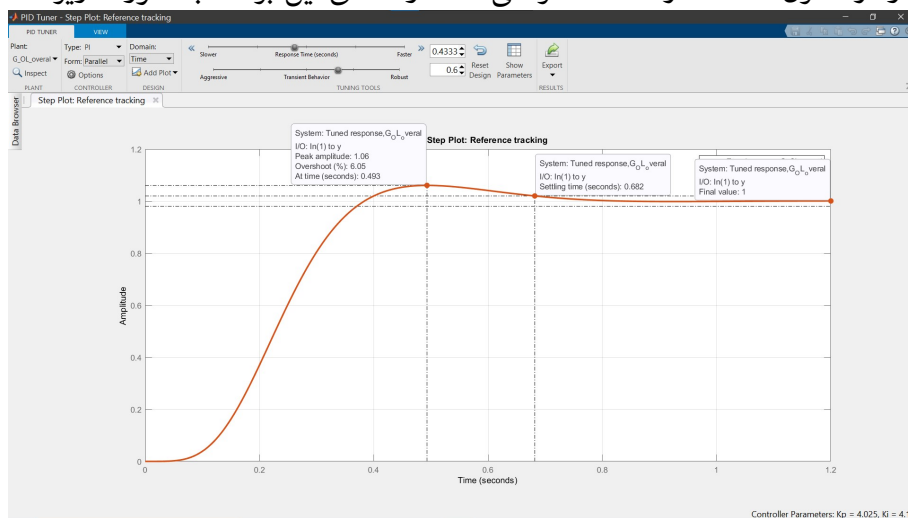 PID Tuner - Step Plot: Reference tracking
PID TUNER VIEW
Plant:
G_OL_overal
Inspect
PLANT
Type: PI
Form: Parallel
Options
CONTROLLER
Domain:
Time
Add Plot
DESIGN
Slower Response Time (seconds) Faster
0.4333
Aggressive Transient Behavior Robust
0.6
Reset
Design
Show
Parameters
TUNING TOOLS
Export
RESULTS
Step Plot: Reference tracking
Data Browser
Step Plot: Reference tracking
System: Tuned response,G_OL_overal
I/O: In(1) to y
Peak amplitude: 1.06
Overshoot (%): 6.05
At time (seconds): 0.493
System: Tuned response,G_OL_overal
I/O: In(1) to y
Settling time (seconds): 0.682
System: Tuned response,G_OL_overal
I/O: In(1) to y
Final value: 1
1.2
1
0.8
0.6
0.4
0.2
0
Amplitude
0 0.2 0.4 0.6 0.8 1 1.2
Time (seconds)
Controller Parameters: Kp = 4.025, Ki = 4.1